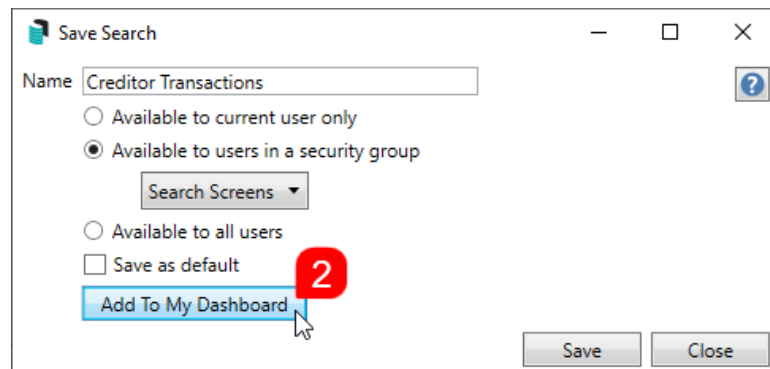 Save Search
Name Creditor Transactions
Available to current user only
Available to users in a security group
Search Screens
Available to all users
Save as default
2
Add To My Dashboard
Save Close